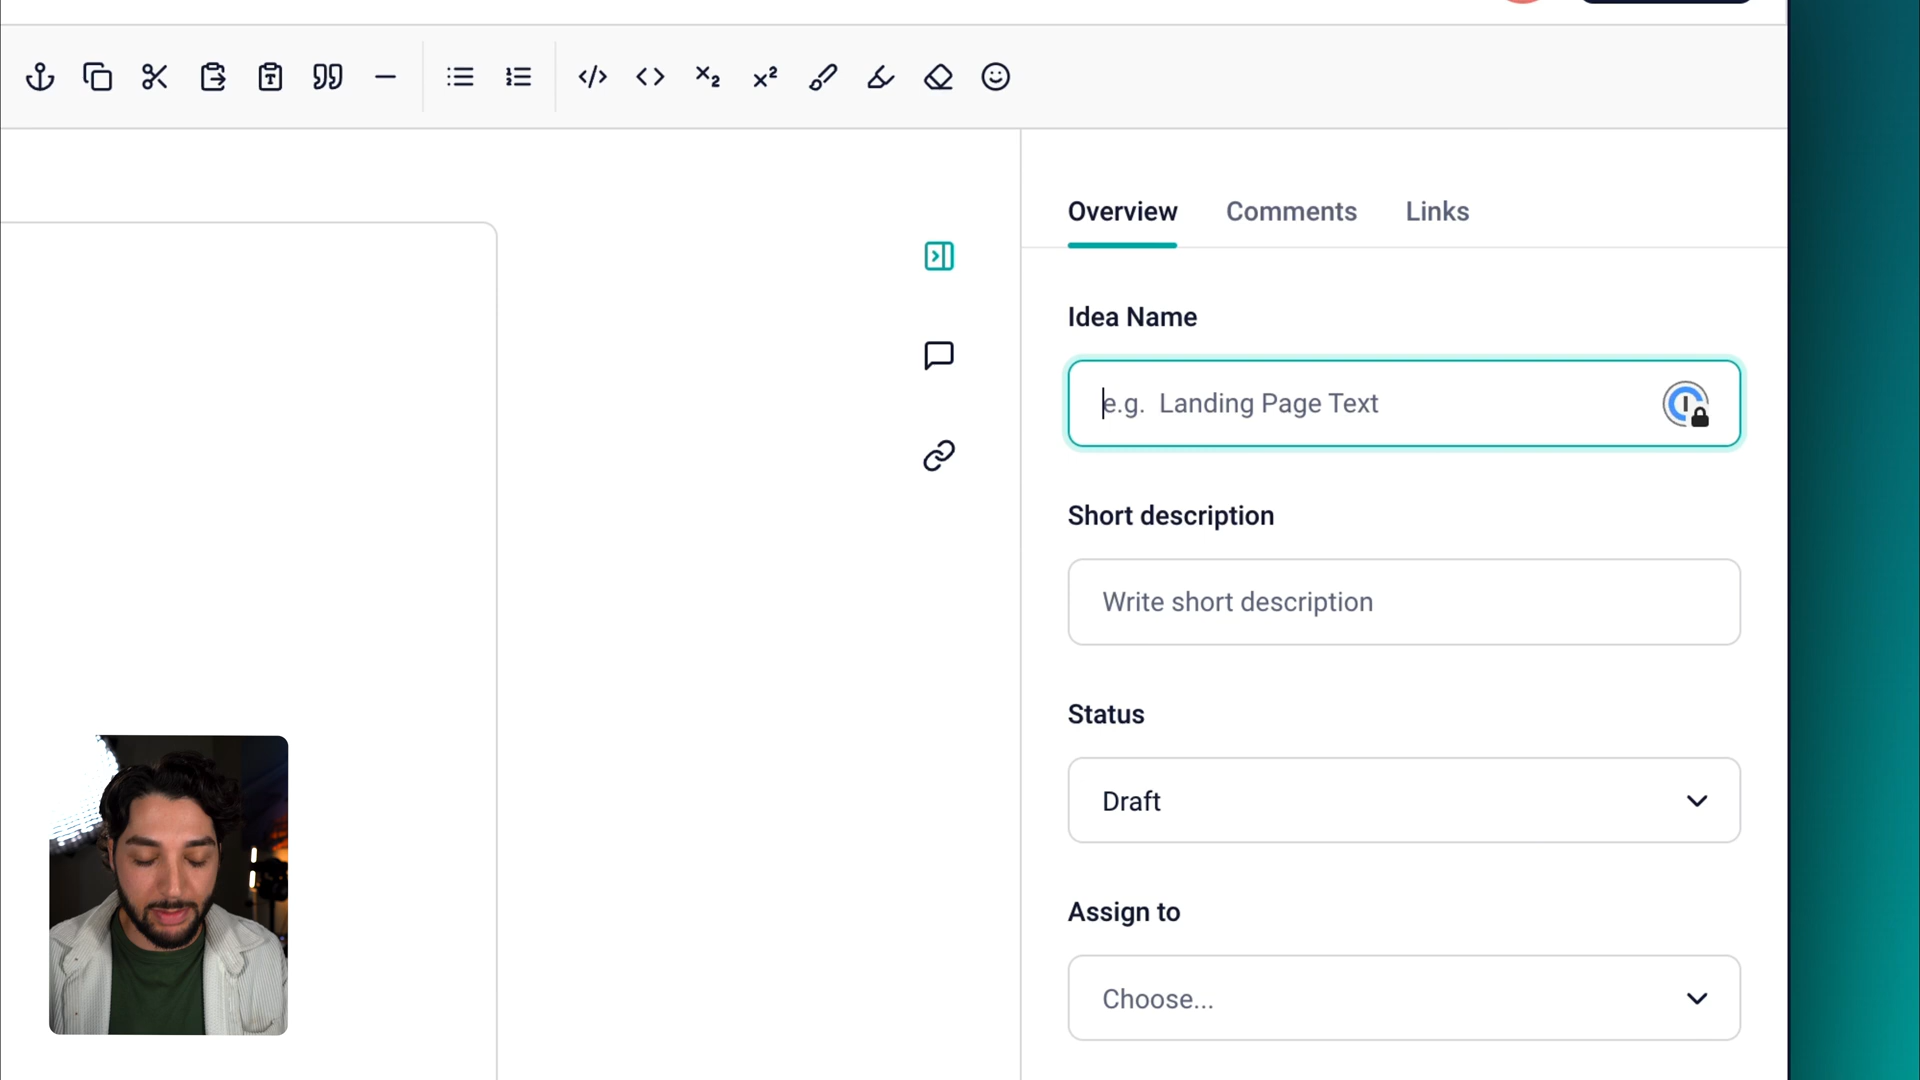 Overview Comments Links
Idea Name
e.g. Landing Page Text
Short description
Write short description
Status
Draft
Assign to
Choose...